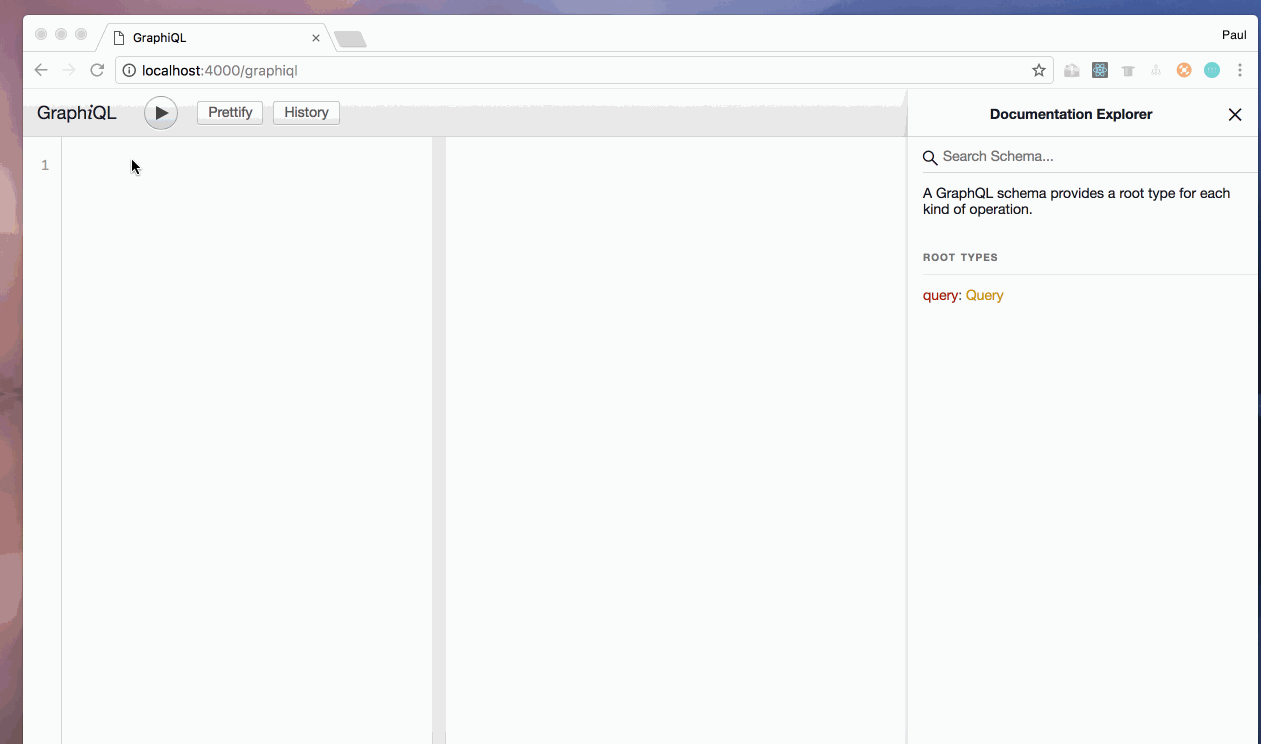 GraphiQL
Paul
localhost:4000/graphiql
GraphiQL
Prettify
History
Documentation Explorer
1
Search Schema...
A GraphQL schema provides a root type for each
kind of operation.
ROOT TYPES
query: Query